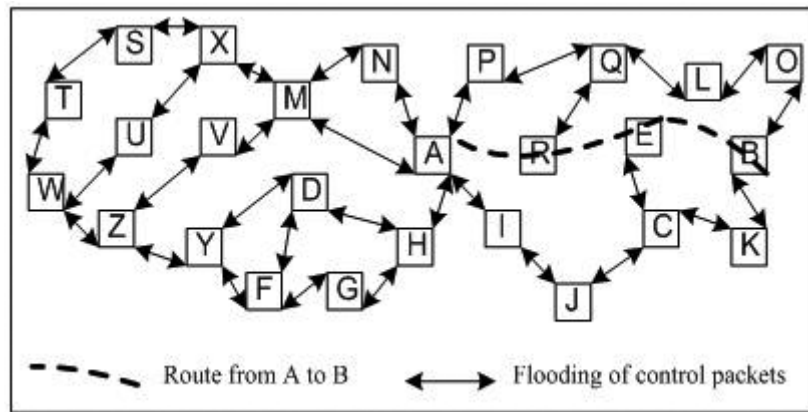 S X N P Q O
T M L
U V A R E B
W D
Z Y H I C K
F G J
Route from A to B Flooding of control packets